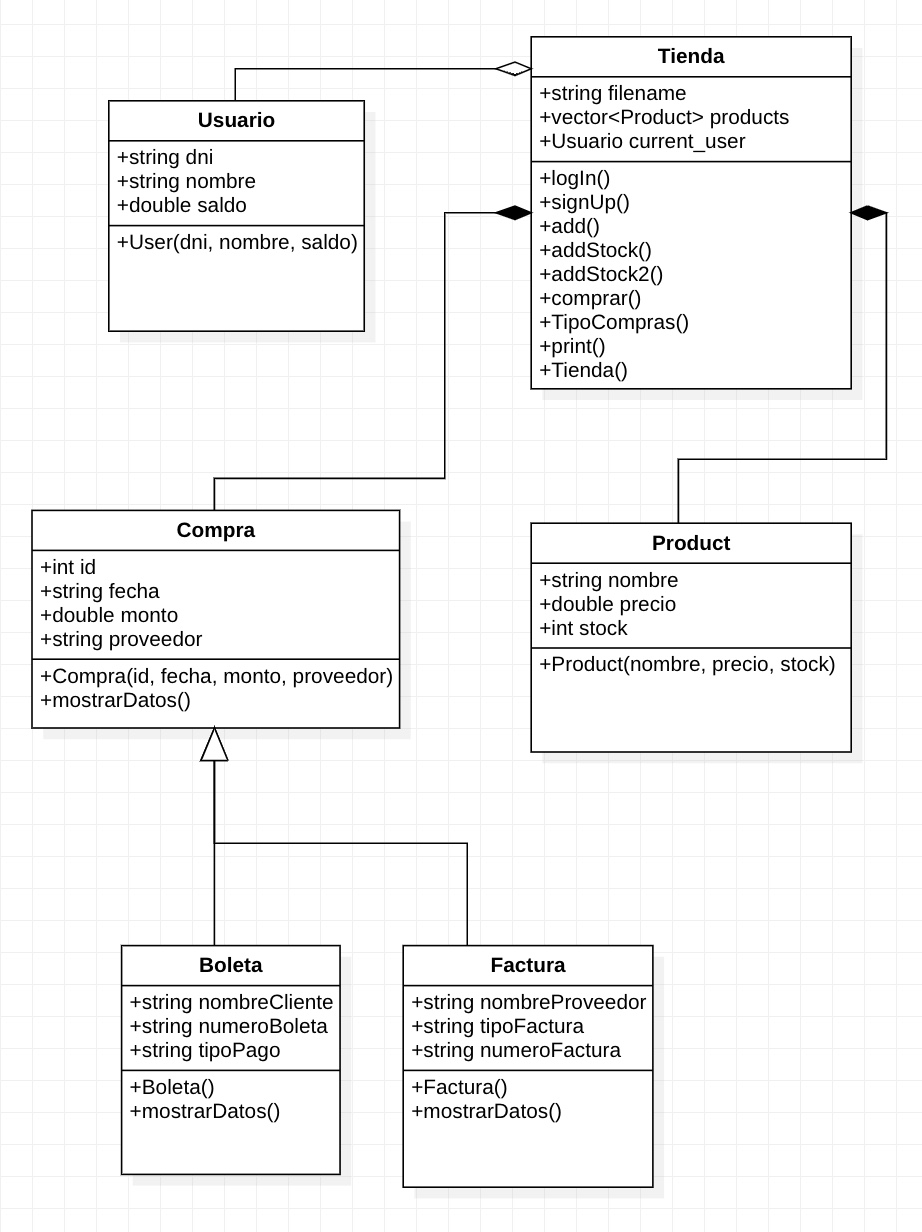 Tienda
+string filename
+vector<Product> products
+Usuario current_user
+logIn()
+signUp()
+add()
+addStock()
+addStock2()
+comprar()
+TipoCompras()
+print()
+Tienda()
Usuario
+string dni
+string nombre
+double saldo
+User(dni, nombre, saldo)
Compra
+int id
+string fecha
+double monto
+string proveedor
+Compra(id, fecha, monto, proveedor)
+mostrarDatos()
Product
+string nombre
+double precio
+int stock
+Product(nombre, precio, stock)
Boleta
+string nombreCliente
+string numeroBoleta
+string tipoPago
+Boleta()
+mostrarDatos()
Factura
+string nombreProveedor
+string tipoFactura
+string numeroFactura
+Factura()
+mostrarDatos()